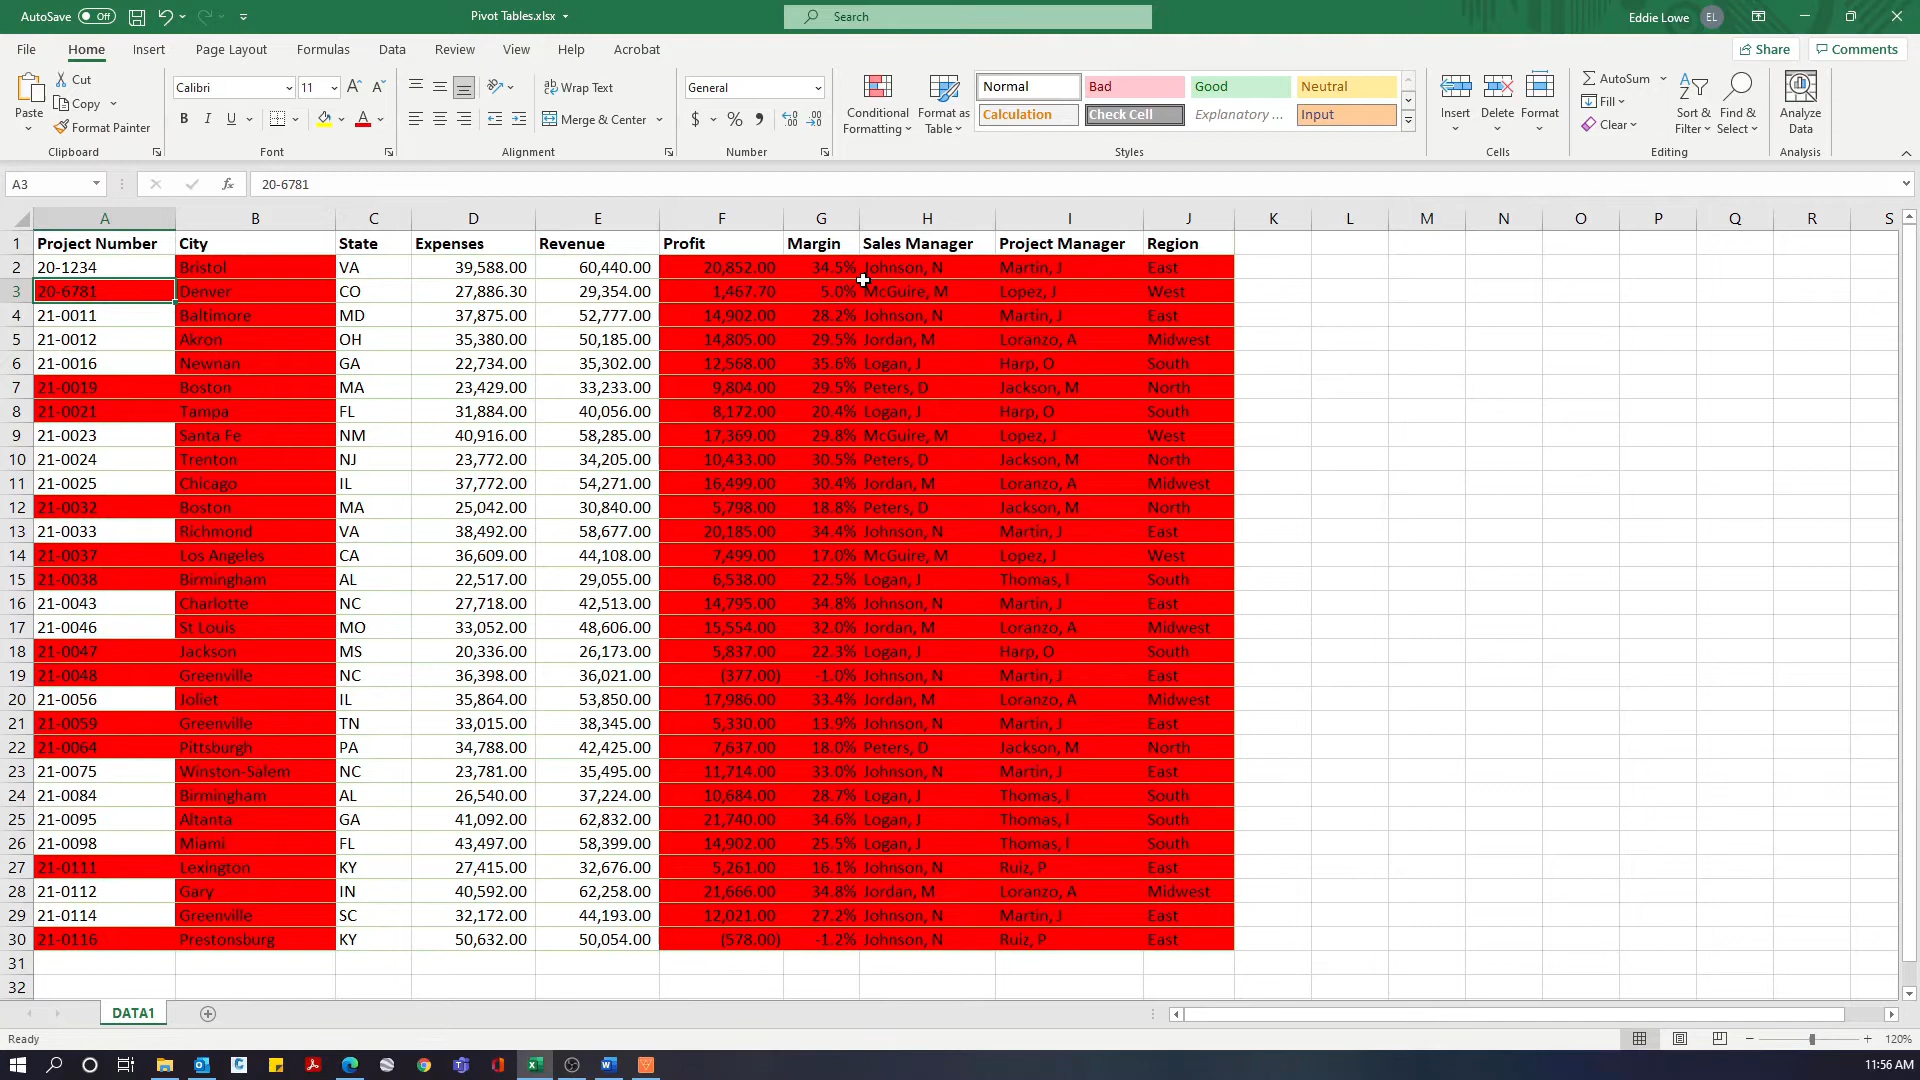 AutoSave Off Pivot Tables.xlsx Search Eddie Lowe EL
File Home Insert Page Layout Formulas Data Review View Help Acrobat Share Comments
Paste Cut Copy Format Painter Clipboard
Calibri 11 A A B I U A Font
ab Wrap Text Merge & Center Alignment
General $ % 9 Number
Conditional Formatting Format as Table Normal Bad Good Neutral
Calculation Check Cell Explanatory ... Input Styles
Insert Delete Format Cells
AutoSum Fill Clear Sort & Filter Find & Select Editing
Analyze Data Analysis
A3 fx 20-6781
A B C D E F G H I J K L M N O P Q R S
1 Project Number City State Expenses Revenue Profit Margin Sales Manager Project Manager Region
2 20-1234 Bristol VA 39,588.00 60,440.00 20,852.00 34.5% Johnson, N Martin, J East
3 20-6781 Denver CO 27,886.30 29,354.00 1,467.70 5.0% McGuire, M Lopez, J West
4 21-0011 Baltimore MD 37,875.00 52,777.00 14,902.00 28.2% Johnson, N Martin, J East
5 21-0012 Akron OH 35,380.00 50,185.00 14,805.00 29.5% Jordan, M Loranzo, A Midwest
6 21-0016 Newnan GA 22,734.00 35,302.00 12,568.00 35.6% Logan, J Harp, O South
7 21-0019 Boston MA 23,429.00 33,233.00 9,804.00 29.5% Peters, D Jackson, M North
8 21-0021 Tampa FL 31,884.00 40,056.00 8,172.00 20.4% Logan, J Harp, O South
9 21-0023 Santa Fe NM 40,916.00 58,285.00 17,369.00 29.8% McGuire, M Lopez, J West
10 21-0024 Trenton NJ 23,772.00 34,205.00 10,433.00 30.5% Peters, D Jackson, M North
11 21-0025 Chicago IL 37,772.00 54,271.00 16,499.00 30.4% Jordan, M Loranzo, A Midwest
12 21-0032 Boston MA 25,042.00 30,840.00 5,798.00 18.8% Peters, D Jackson, M North
13 21-0033 Richmond VA 38,492.00 58,677.00 20,185.00 34.4% Johnson, N Martin, J East
14 21-0037 Los Angeles CA 36,609.00 44,108.00 7,499.00 17.0% McGuire, M Lopez, J West
15 21-0038 Birmingham AL 22,517.00 29,055.00 6,538.00 22.5% Logan, J Thomas, I South
16 21-0043 Charlotte NC 27,718.00 42,513.00 14,795.00 34.8% Johnson, N Martin, J East
17 21-0046 St Louis MO 33,052.00 48,606.00 15,554.00 32.0% Jordan, M Loranzo, A Midwest
18 21-0047 Jackson MS 20,336.00 26,173.00 5,837.00 22.3% Logan, J Harp, O South
19 21-0048 Greenville NC 36,398.00 36,021.00 (377.00) -1.0% Johnson, N Martin, J East
20 21-0056 Joliet IL 35,864.00 53,850.00 17,986.00 33.4% Jordan, M Loranzo, A Midwest
21 21-0059 Greenville TN 33,015.00 38,345.00 5,330.00 13.9% Johnson, N Martin, J East
22 21-0064 Pittsburgh PA 34,788.00 42,425.00 7,637.00 18.0% Peters, D Jackson, M North
23 21-0075 Winston-Salem NC 23,781.00 35,495.00 11,714.00 33.0% Johnson, N Martin, J East
24 21-0084 Birmingham AL 26,540.00 37,224.00 10,684.00 28.7% Logan, J Thomas, I South
25 21-0095 Altanta GA 41,092.00 62,832.00 21,740.00 34.6% Logan, J Thomas, I South
26 21-0098 Miami FL 43,497.00 58,399.00 14,902.00 25.5% Logan, J Thomas, I South
27 21-0111 Lexington KY 27,415.00 32,676.00 5,261.00 16.1% Johnson, N Ruiz, P East
28 21-0112 Gary IN 40,592.00 62,258.00 21,666.00 34.8% Jordan, M Loranzo, A Midwest
29 21-0114 Greenville SC 32,172.00 44,193.00 12,021.00 27.2% Johnson, N Martin, J East
30 21-0116 Prestonsburg KY 50,632.00 50,054.00 (578.00) -1.2% Johnson, N Ruiz, P East
31
32
DATA1
Ready 120%
11:56 AM